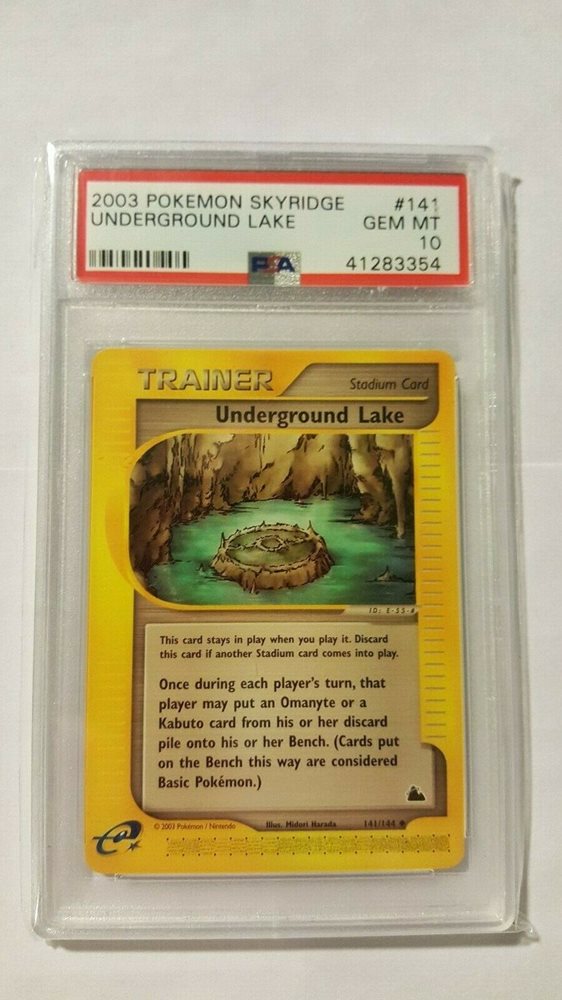 2003 POKEMON SKYRIDGE #141
UNDERGROUND LAKE GEM MT
10
PSA 41283354
TRAINER Stadium Card
Underground Lake
ID: E-55-#
This card stays in play when you play it. Discard
this card if another Stadium card comes into play.
Once during each player's turn, that
player may put an Omanyte or a
Kabuto card from his or her discard
pile onto his or her Bench. (Cards put
on the Bench this way are considered
Basic Pokémon.)
© 2003 Pokémon / Nintendo Illus. Midori Harada 141/144
e